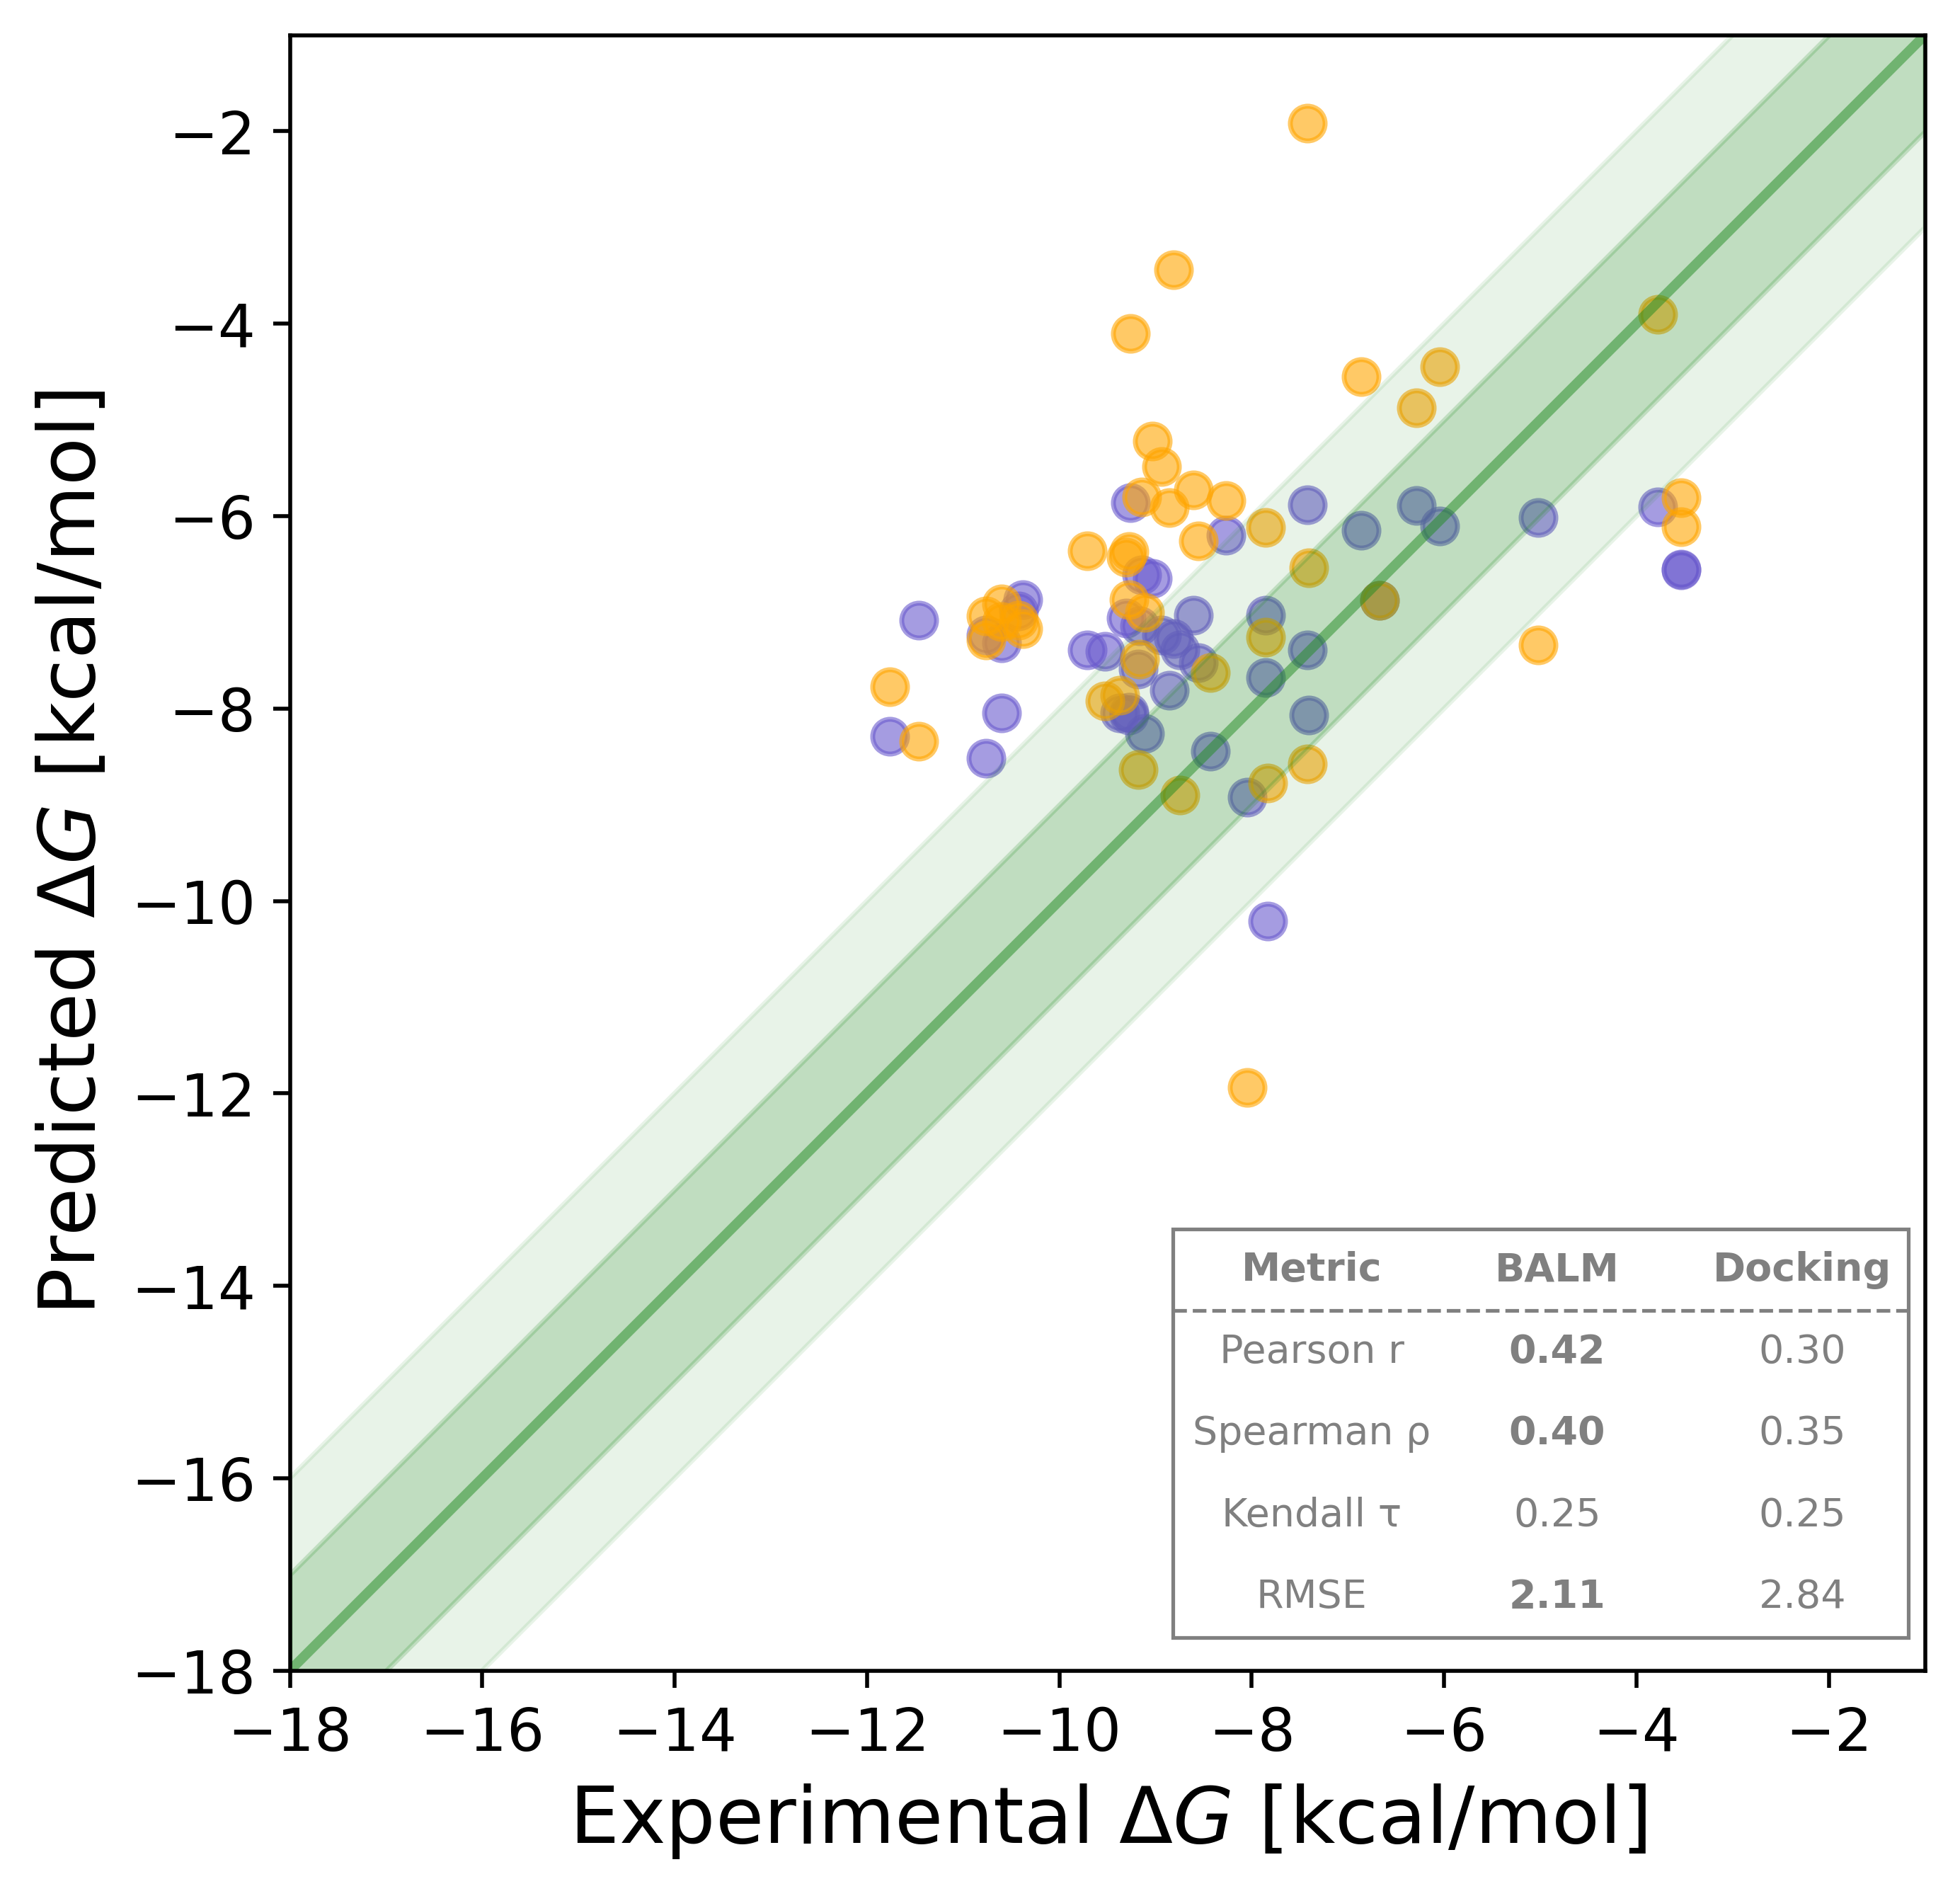 Predicted ΔG [kcal/mol]
−2
−4
−6
−8
−10
−12
−14
−16
−18
Metric BALM Docking
Pearson r 0.42 0.30
Spearman ρ 0.40 0.35
Kendall τ 0.25 0.25
RMSE 2.11 2.84
−18 −16 −14 −12 −10 −8 −6 −4 −2
Experimental ΔG [kcal/mol]